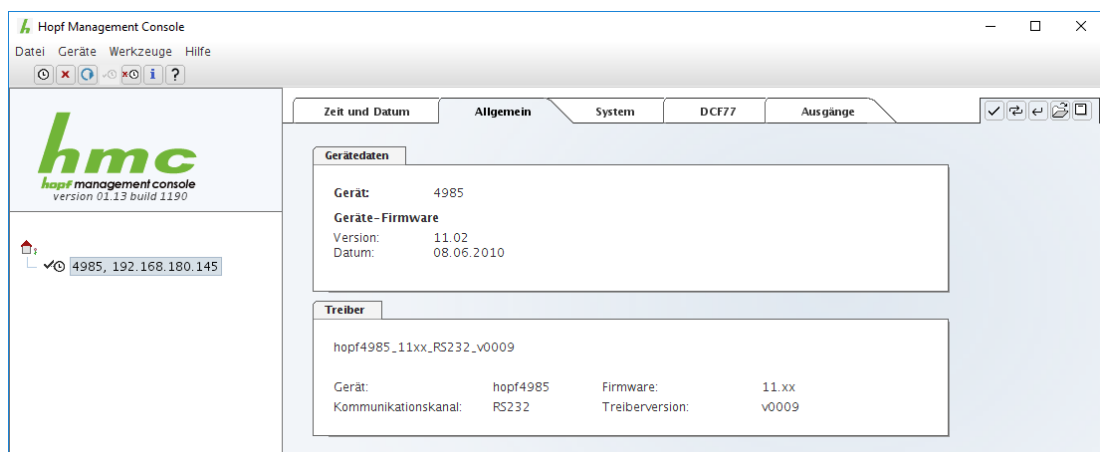 Hopf Management Console
Datei Geräte Werkzeuge Hilfe
hmc
hopf management console
version 01.13 build 1190
4985, 192.168.180.145
Zeit und Datum Allgemein System DCF77 Ausgänge
Gerätedaten
Gerät: 4985
Geräte-Firmware
Version: 11.02
Datum: 08.06.2010
Treiber
hopf4985_11xx_RS232_v0009
Gerät: hopf4985 Firmware: 11.xx
Kommunikationskanal: RS232 Treiberversion: v0009